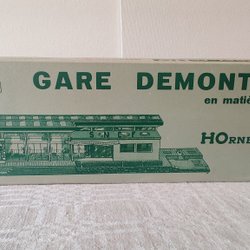 GARE DEMONT
en matiè
HORNE